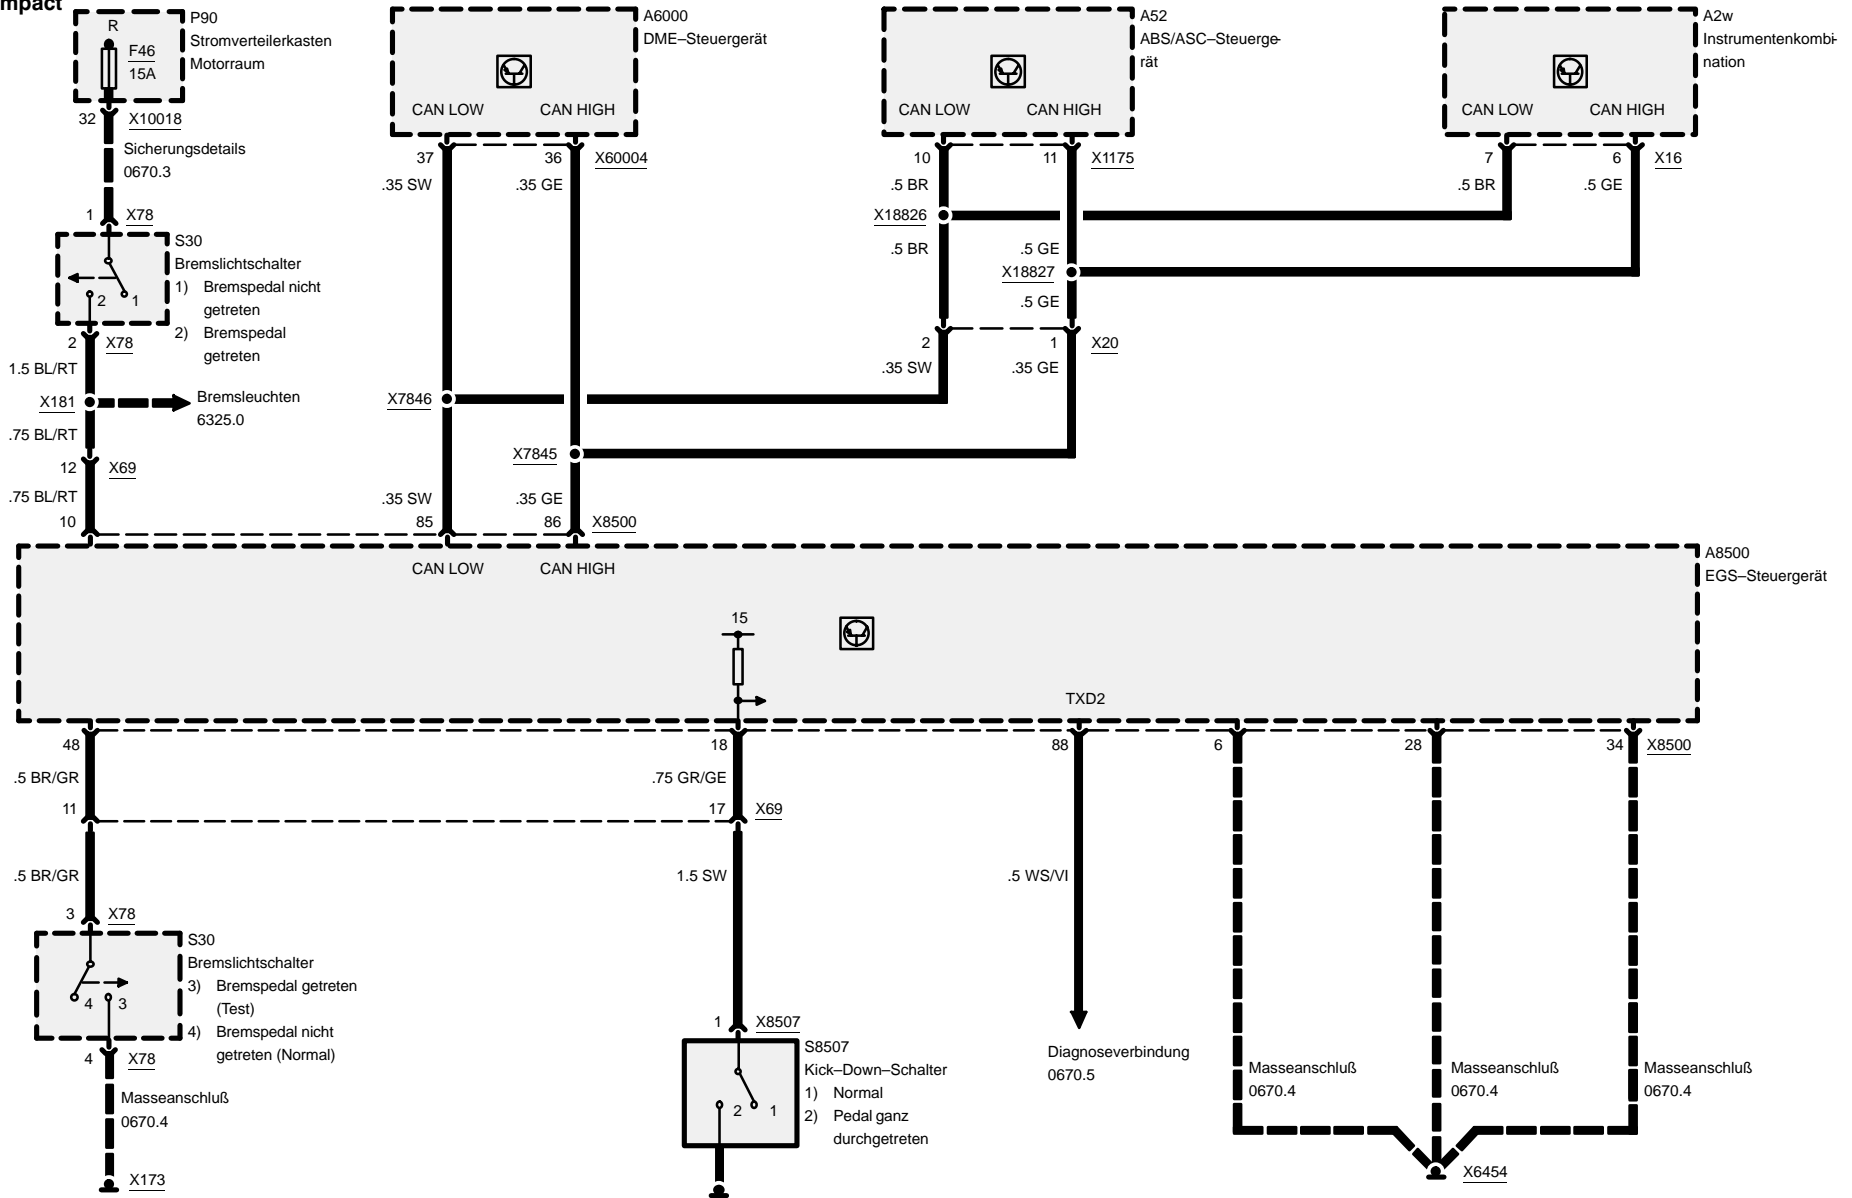 mpact
R
F46
15A
P90
Stromverteilerkasten
Motorraum
A6000
DME–Steuergerät
CAN LOW CAN HIGH
A52
ABS/ASC–Steuerge-
rät
CAN LOW CAN HIGH
A2w
Instrumentenkombi-
nation
CAN LOW CAN HIGH
32 X10018
Sicherungsdetails
0670.3
37 36 X60004
.35 SW .35 GE
10 11 X1175
.5 BR
7 6 X16
.5 BR .5 GE
1 X78
X18826
S30
Bremslichtschalter
1) Bremspedal nicht
getreten
2) Bremspedal
getreten
2 1
.5 BR .5 GE
X18827
.5 GE
2 X78
2 1 X20
1.5 BL/RT
.35 SW .35 GE
X181
Bremsleuchten
6325.0
X7846
.75 BL/RT
X7845
12 X69
.75 BL/RT
.35 SW .35 GE
10 85 86 X8500
A8500
EGS–Steuergerät
CAN LOW CAN HIGH
15
TXD2
48 18 88 6 28 34 X8500
.5 BR/GR .75 GR/GE
11 17 X69
.5 BR/GR 1.5 SW .5 WS/VI
3 X78
S30
Bremslichtschalter
3) Bremspedal getreten
(Test)
4) Bremspedal nicht
getreten (Normal)
4 3
1 X8507
4 X78
S8507
Kick–Down–Schalter
1) Normal
2) Pedal ganz
durchgetreten
2 1
Diagnoseverbindung
0670.5
Masseanschluß
0670.4
Masseanschluß
0670.4
Masseanschluß
0670.4
Masseanschluß
0670.4
X173
X6454